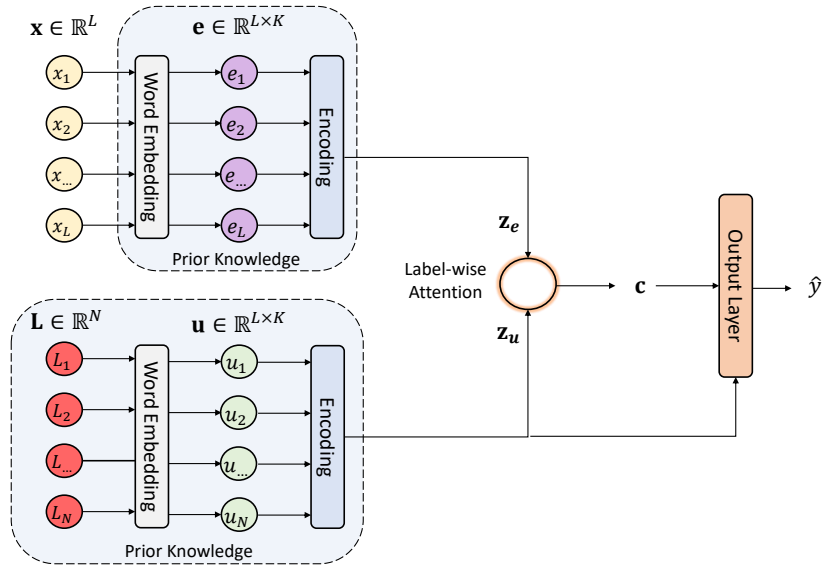 𝐱 ∈ ℝ^L
𝐞 ∈ ℝ^{L×K}
x_1
x_2
x_{...}
x_L
Word Embedding
e_1
e_2
e_{...}
e_L
Encoding
Prior Knowledge
𝐳_𝒆
Label-wise
Attention
𝐳_𝒖
𝐜
Output Layer
ŷ
𝐋 ∈ ℝ^N
𝐮 ∈ ℝ^{L×K}
L_1
L_2
L_{...}
L_N
Word Embedding
u_1
u_2
u_{...}
u_N
Encoding
Prior Knowledge